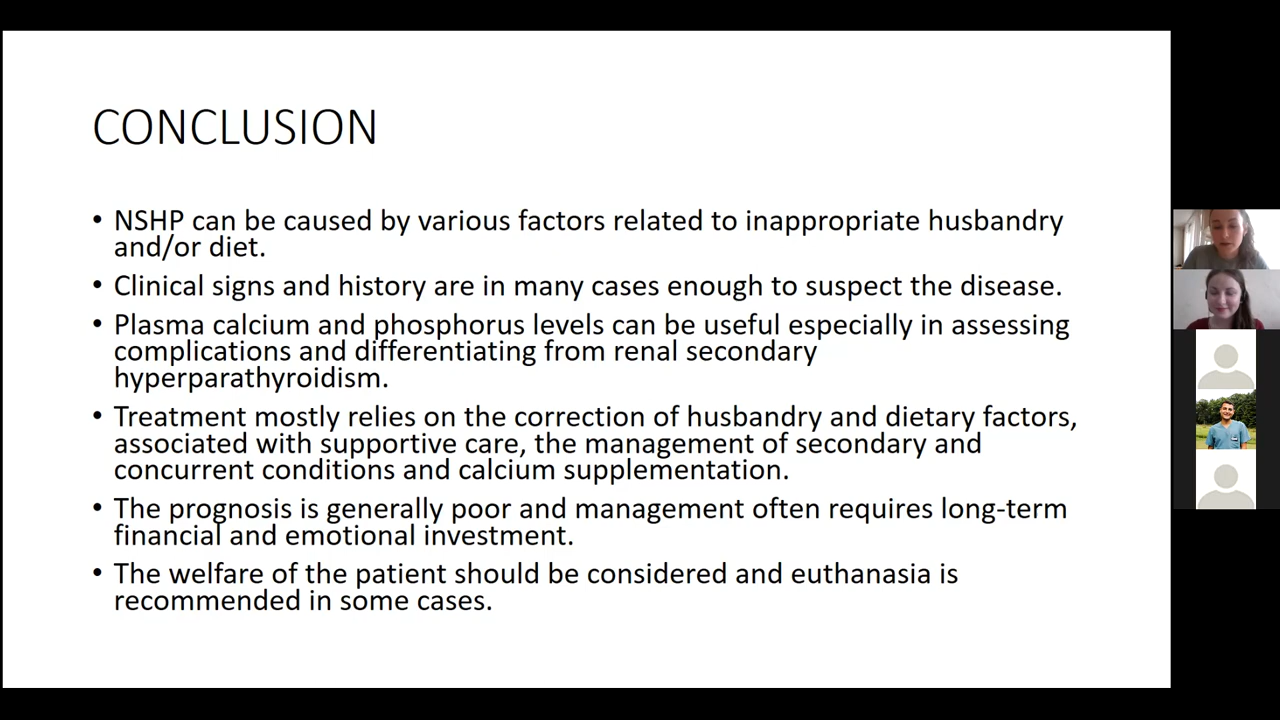 CONCLUSION
• NSHP can be caused by various factors related to inappropriate husbandry
and/or diet.
• Clinical signs and history are in many cases enough to suspect the disease.
• Plasma calcium and phosphorus levels can be useful especially in assessing
complications and differentiating from renal secondary
hyperparathyroidism.
• Treatment mostly relies on the correction of husbandry and dietary factors,
associated with supportive care, the management of secondary and
concurrent conditions and calcium supplementation.
• The prognosis is generally poor and management often requires long-term
financial and emotional investment.
• The welfare of the patient should be considered and euthanasia is
recommended in some cases.